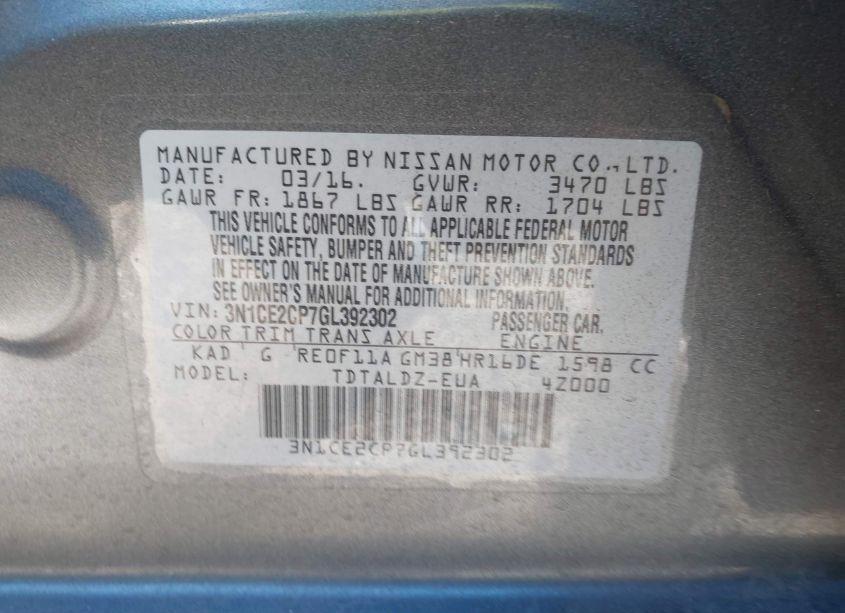 MANUFACTURED BY NISSAN MOTOR CO., LTD.
DATE: 03/16. GVWR: 3470 LBS
GAWR FR: 1867 LBS GAWR RR: 1704 LBS
THIS VEHICLE CONFORMS TO ALL APPLICABLE FEDERAL MOTOR
VEHICLE SAFETY, BUMPER AND THEFT PREVENTION STANDARDS
IN EFFECT ON THE DATE OF MANUFACTURE SHOWN ABOVE.
SEE OWNER'S MANUAL FOR ADDITIONAL INFORMATION.
VIN: 3N1CE2CP7GL392302 PASSENGER CAR.
COLOR TRIM TRANS AXLE ENGINE
KAD G RE0F11A GM38 HR16DE 1598 CC
MODEL: TDTALDZ-EUA 4Z000
3N1CE2CP7GL392302